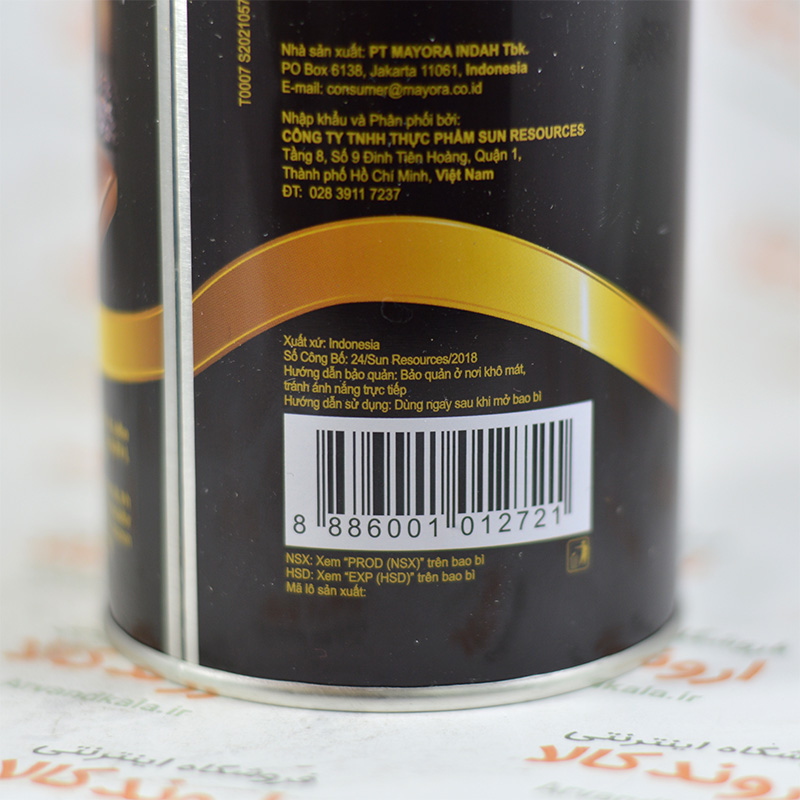 T0007 S2021057
Nhà sản xuất: PT MAYORA INDAH Tbk.
PO Box 6138, Jakarta 11061, Indonesia
E-mail: consumer@mayora.co.id
Nhập khẩu và Phân phối bởi:
CÔNG TY TNHH THỰC PHẨM SUN RESOURCES
Tầng 8, Số 9 Đinh Tiên Hoàng, Quận 1,
Thành phố Hồ Chí Minh, Việt Nam
ĐT: 028 3911 7237
Xuất xứ: Indonesia
Số Công Bố: 24/Sun Resources/2018
Hướng dẫn bảo quản: Bảo quản ở nơi khô mát,
tránh ánh nắng trực tiếp
Hướng dẫn sử dụng: Dùng ngay sau khi mở bao bì
8 886001 012721
NSX: Xem "PROD (NSX)" trên bao bì
HSD: Xem "EXP (HSD)" trên bao bì
Mã lô sản xuất:
فروشگاه اینترنتی
اروند کالا
Arvandkala.ir